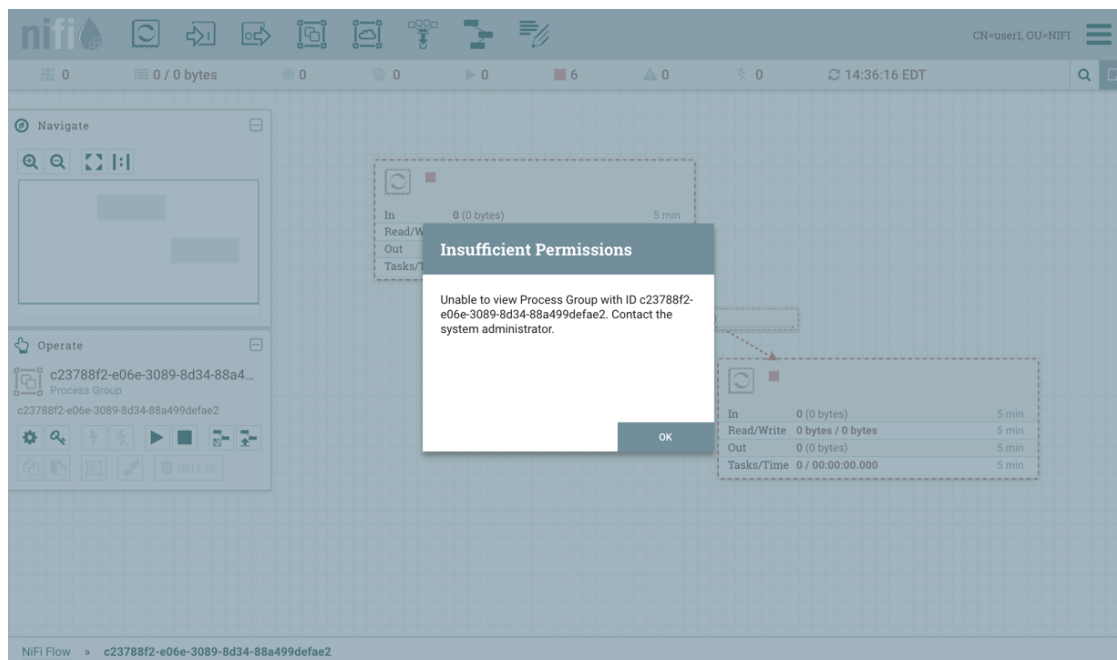 nifi
CN=user1, OU=NIFI
0
0 / 0 bytes
0
0
0
6
0
0
14:36:16 EDT
Navigate
Operate
c23788f2-e06e-3089-8d34-88a4...
Process Group
c23788f2-e06e-3089-8d34-88a499defae2
DELETE
In 0 (0 bytes) 5 min
Read/W
Out
Tasks/T
Insufficient Permissions
Unable to view Process Group with ID c23788f2-
e06e-3089-8d34-88a499defae2. Contact the
system administrator.
OK
In 0 (0 bytes) 5 min
Read/Write 0 bytes / 0 bytes 5 min
Out 0 (0 bytes) 5 min
Tasks/Time 0 / 00:00:00.000 5 min
NiFi Flow » c23788f2-e06e-3089-8d34-88a499defae2